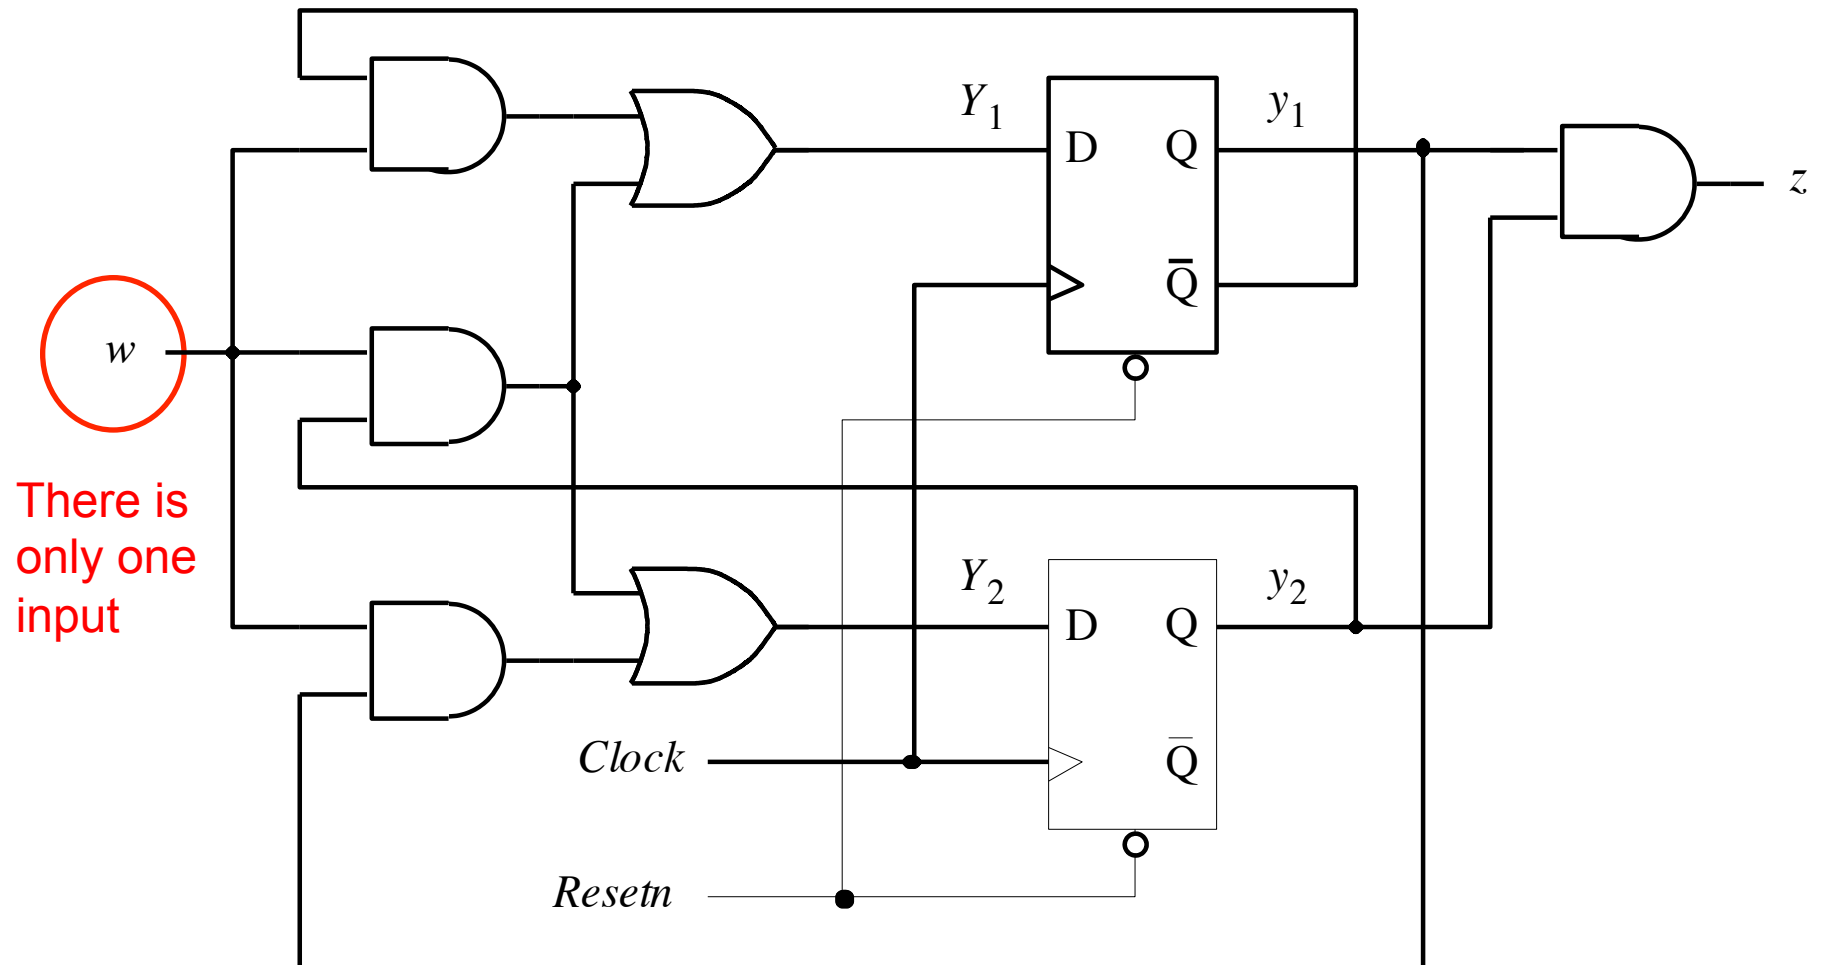 Y1
y1
D
Q
z
Q̅
w
There is
only one
input
Y2
y2
D
Q
Clock
Q̅
Resetn